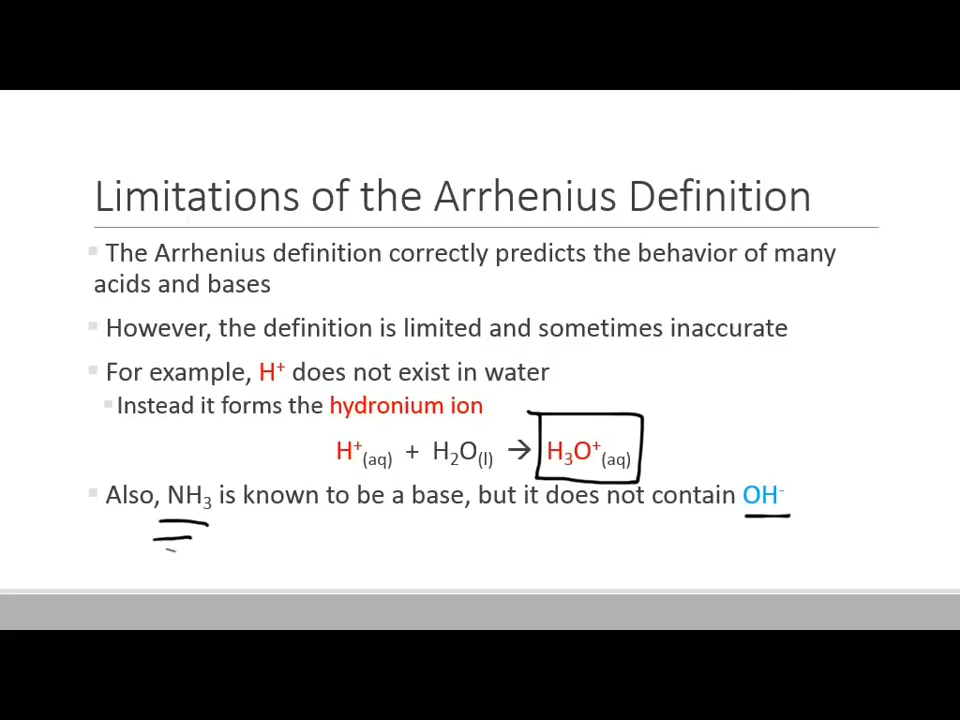 Limitations of the Arrhenius Definition
▪ The Arrhenius definition correctly predicts the behavior of many
acids and bases
▪ However, the definition is limited and sometimes inaccurate
▪ For example, H⁺ does not exist in water
▪ Instead it forms the hydronium ion
H⁺(aq) + H₂O(l) → H₃O⁺(aq)
▪ Also, NH₃ is known to be a base, but it does not contain OH⁻